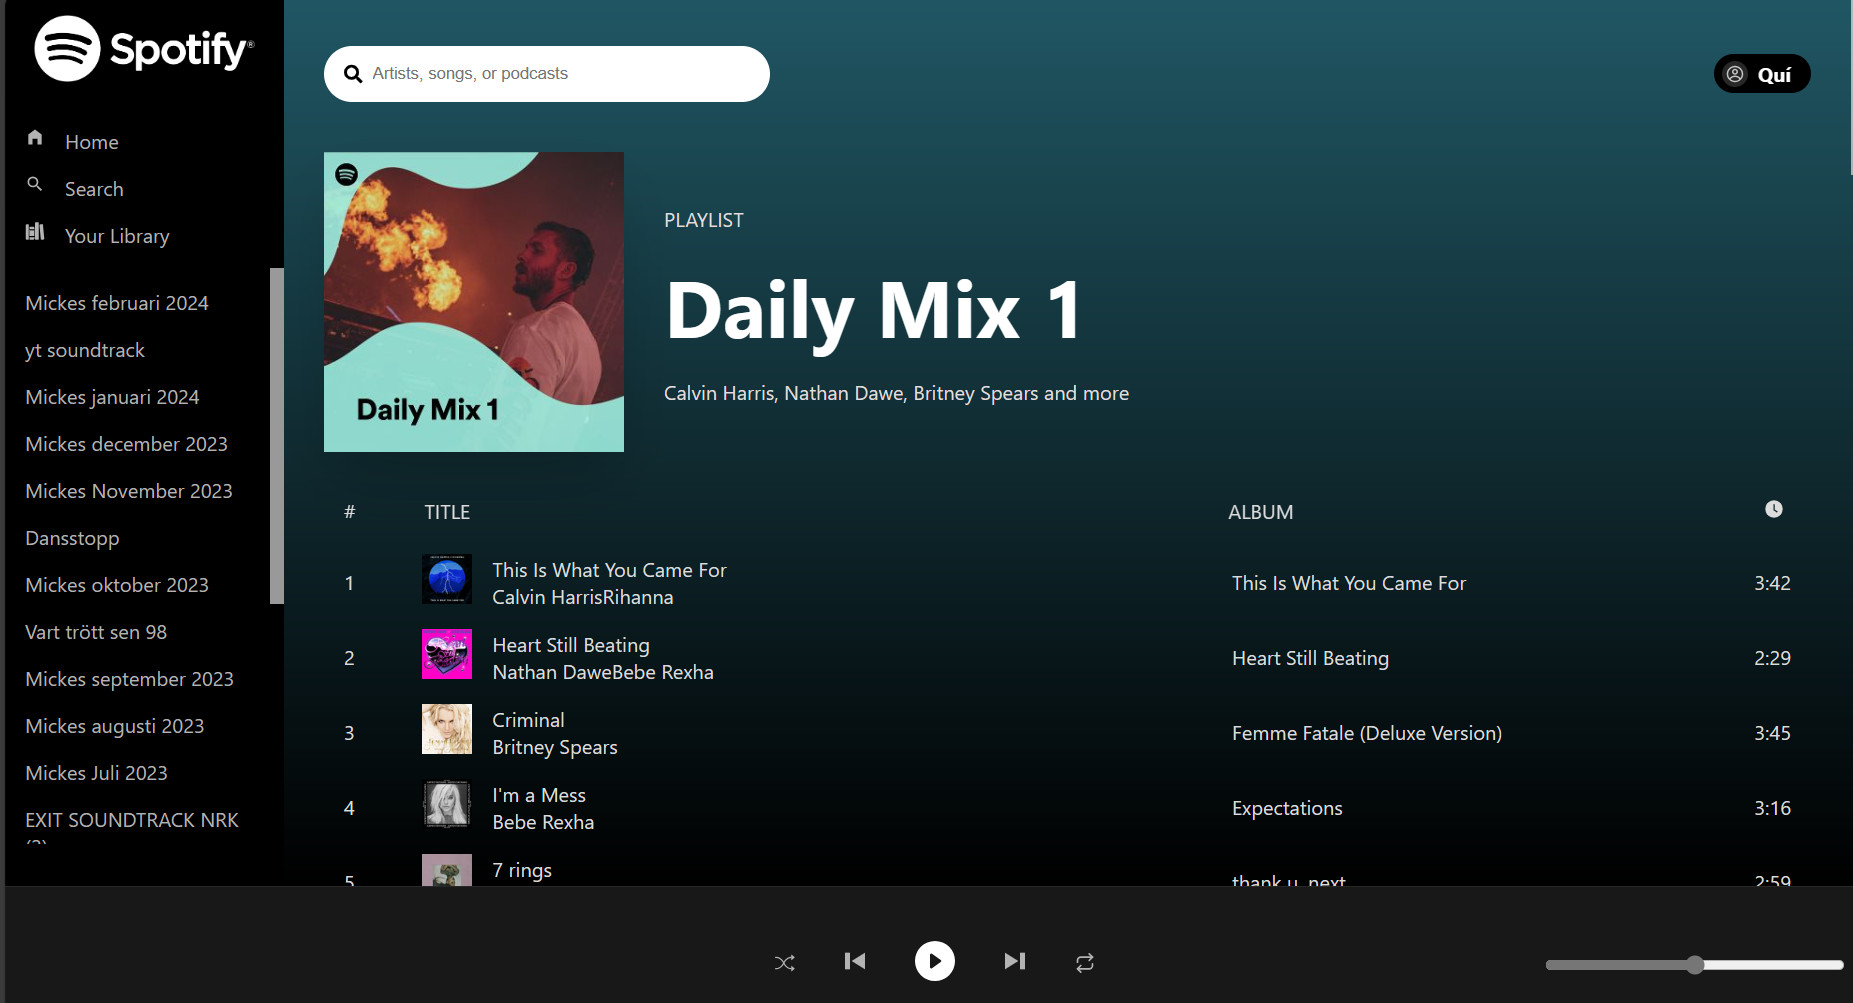 Spotify®
Home
Search
Your Library
Mickes februari 2024
yt soundtrack
Mickes januari 2024
Mickes december 2023
Mickes November 2023
Dansstopp
Mickes oktober 2023
Vart trött sen 98
Mickes september 2023
Mickes augusti 2023
Mickes Juli 2023
EXIT SOUNDTRACK NRK
Artists, songs, or podcasts
Quí
Daily Mix 1
PLAYLIST
Daily Mix 1
Calvin Harris, Nathan Dawe, Britney Spears and more
# TITLE ALBUM
1 This Is What You Came For This Is What You Came For 3:42
Calvin HarrisRihanna
2 Heart Still Beating Heart Still Beating 2:29
Nathan DaweBebe Rexha
3 Criminal Femme Fatale (Deluxe Version) 3:45
Britney Spears
4 I'm a Mess Expectations 3:16
Bebe Rexha
5 7 rings thank u, next 2:59